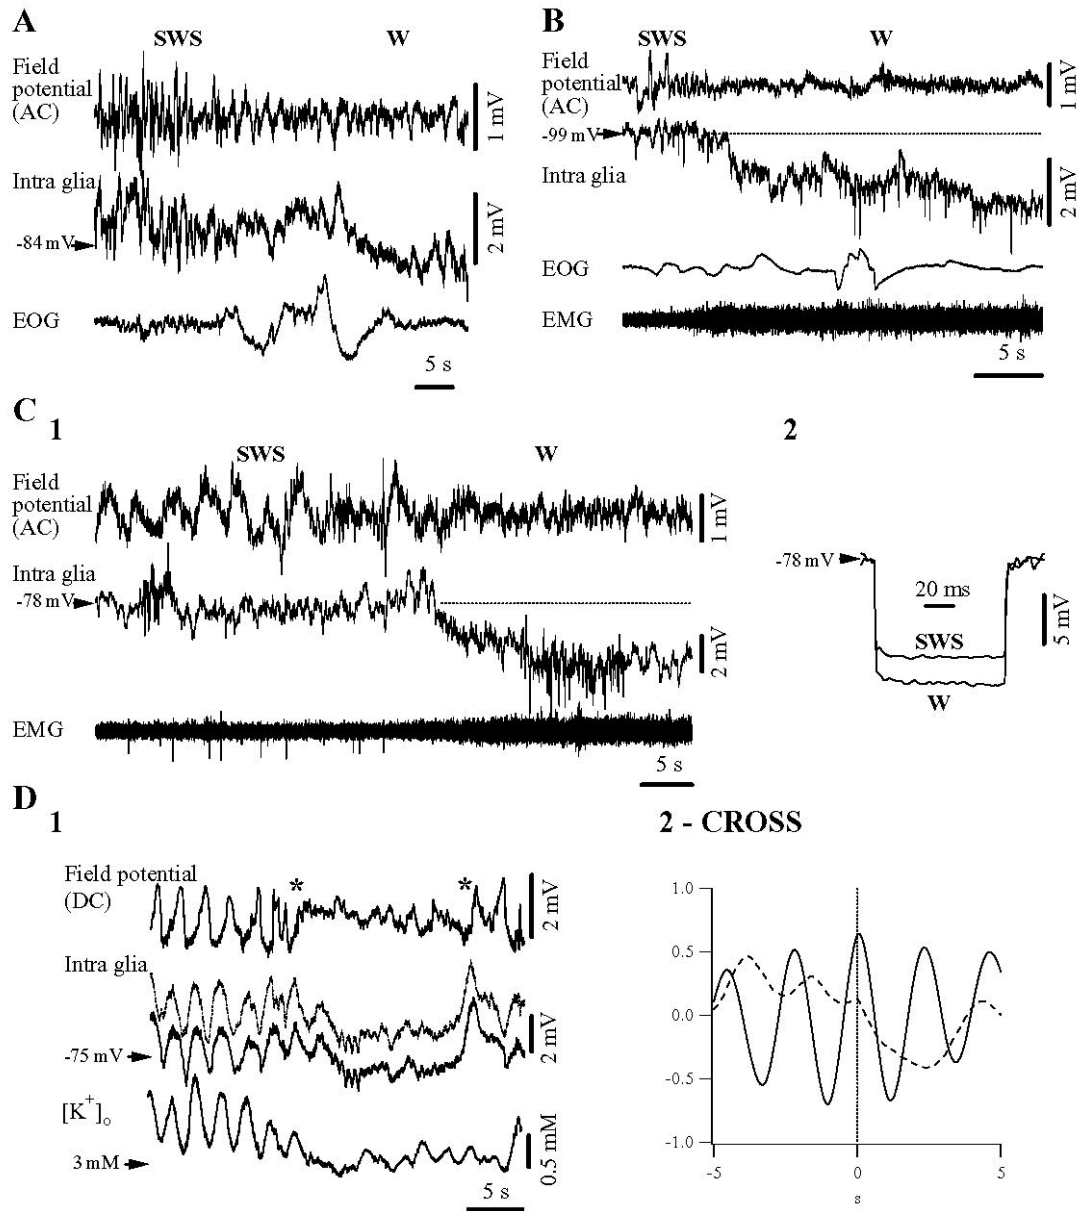 A
SWS W
Field
potential
(AC)
1 mV
Intra glia
-84 mV
2 mV
EOG
5 s
B
SWS W
Field
potential
(AC)
1 mV
-99 mV
Intra glia
2 mV
EOG
EMG
5 s
C
1
SWS W
Field
potential
(AC)
1 mV
Intra glia
-78 mV
2 mV
EMG
5 s
2
-78 mV
20 ms
5 mV
SWS
W
D
1
Field potential
(DC)
* *
2 mV
Intra glia
-75 mV
2 mV
[K+]o
3 mM
0.5 mM
5 s
2 - CROSS
1.0
0.5
0.0
-0.5
-1.0
-5 0 5
s